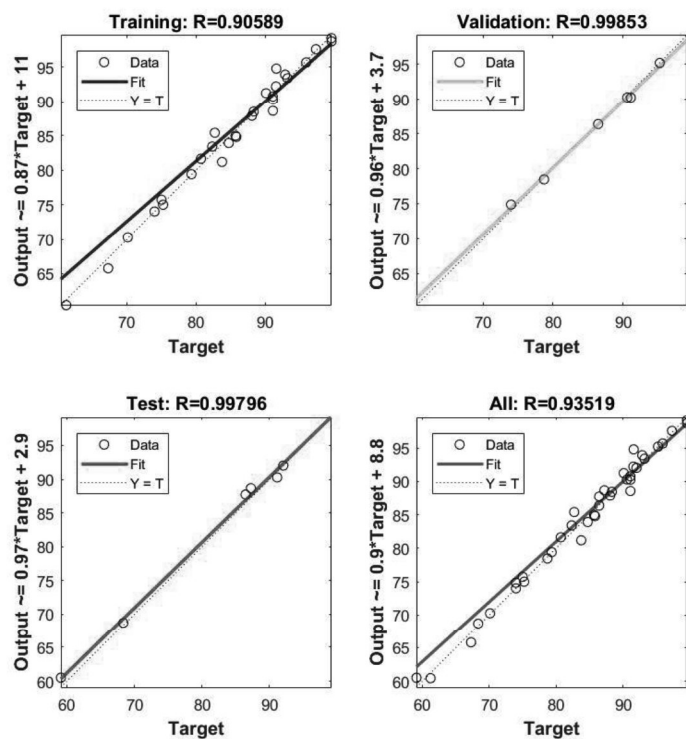 Training: R=0.90589
Output ~= 0.87*Target + 11
95
90
85
80
75
70
65
Data
Fit
Y = T
70
80
90
Target
Validation: R=0.99853
Output ~= 0.96*Target + 3.7
95
90
85
80
75
70
65
Data
Fit
Y = T
70
80
90
Target
Test: R=0.99796
Output ~= 0.97*Target + 2.9
95
90
85
80
75
70
65
60
Data
Fit
Y = T
60
70
80
90
Target
All: R=0.93519
Output ~= 0.9*Target + 8.8
95
90
85
80
75
70
65
60
Data
Fit
Y = T
60
70
80
90
Target